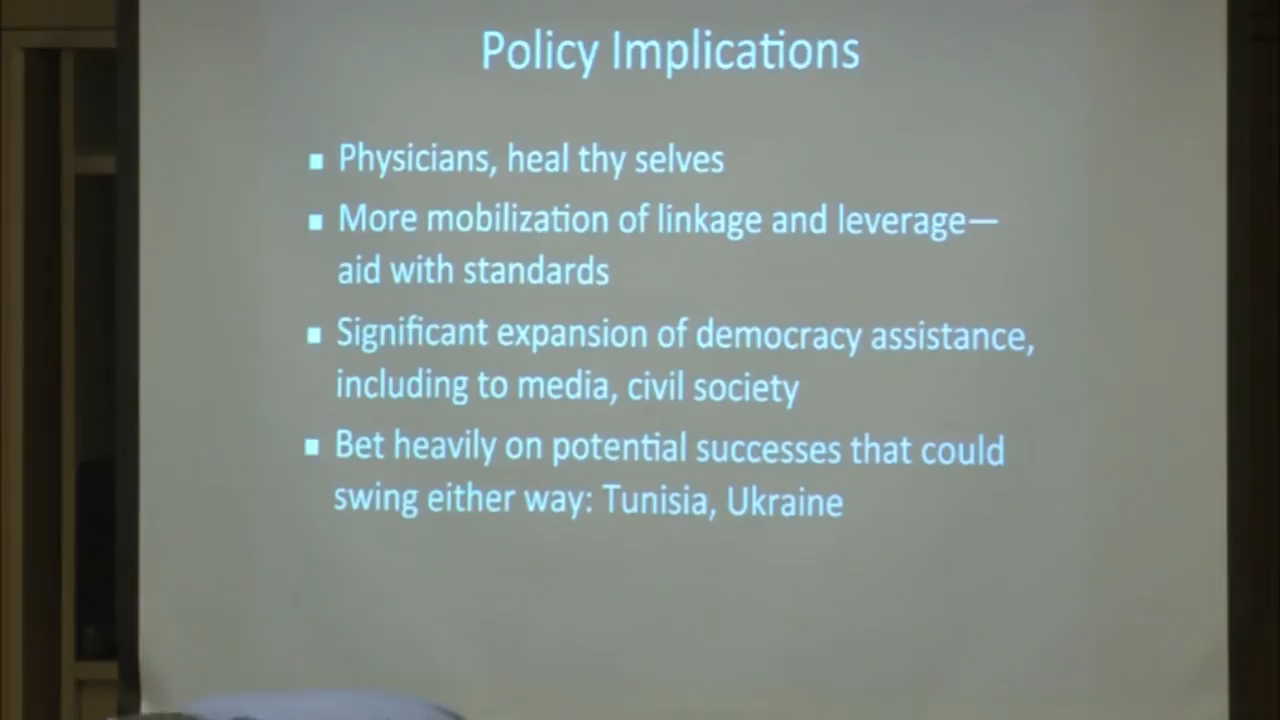 Policy Implications
▪ Physicians, heal thy selves
▪ More mobilization of linkage and leverage—
aid with standards
▪ Significant expansion of democracy assistance,
including to media, civil society
▪ Bet heavily on potential successes that could
swing either way: Tunisia, Ukraine